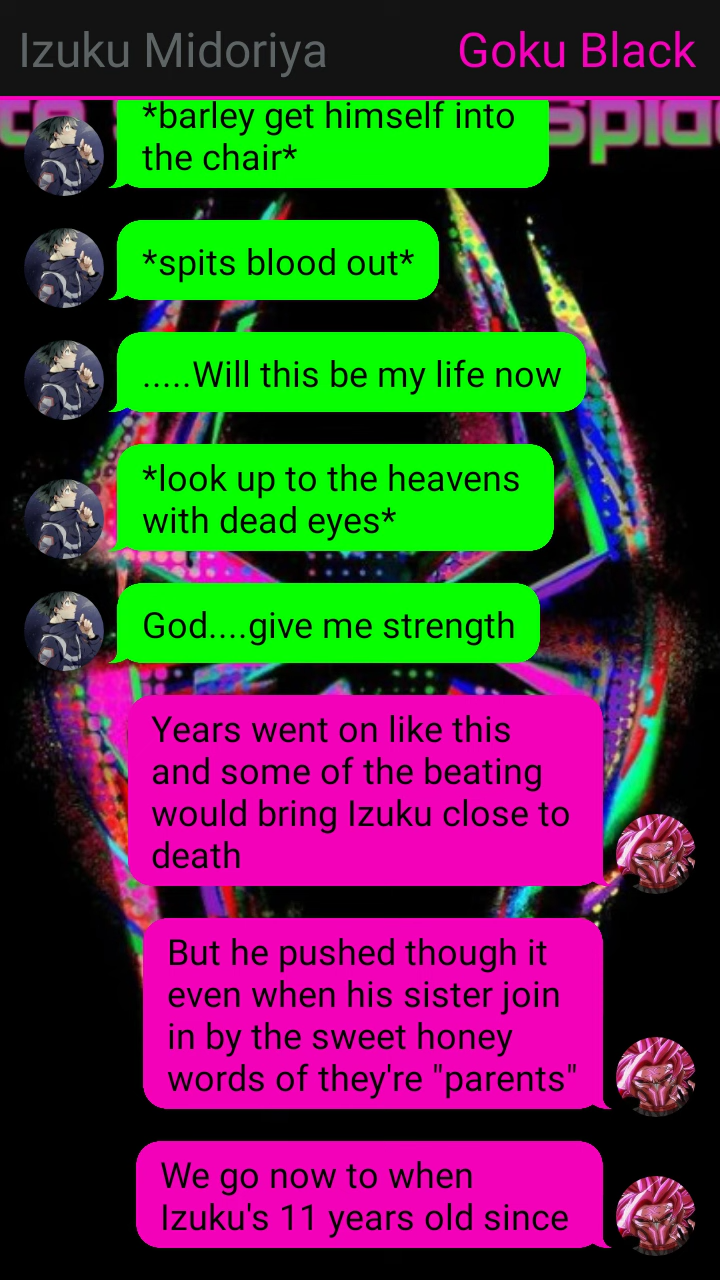 Izuku Midoriya
Goku Black
*barley get himself into
the chair*
*spits blood out*
.....Will this be my life now
*look up to the heavens
with dead eyes*
God....give me strength
Years went on like this
and some of the beating
would bring Izuku close to
death
But he pushed though it
even when his sister join
in by the sweet honey
words of they're "parents"
We go now to when
Izuku's 11 years old since